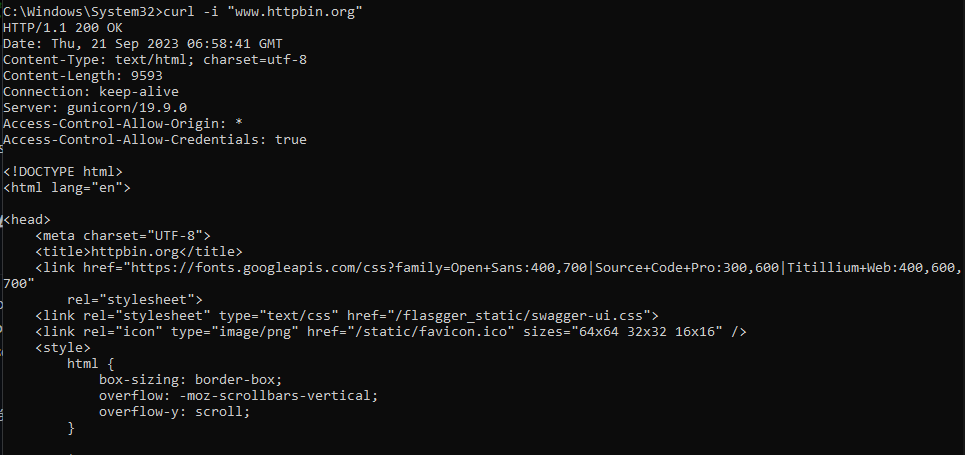 C:\Windows\System32>curl -i "www.httpbin.org"
HTTP/1.1 200 OK
Date: Thu, 21 Sep 2023 06:58:41 GMT
Content-Type: text/html; charset=utf-8
Content-Length: 9593
Connection: keep-alive
Server: gunicorn/19.9.0
Access-Control-Allow-Origin: *
Access-Control-Allow-Credentials: true

<!DOCTYPE html>
<html lang="en">

<head>
    <meta charset="UTF-8">
    <title>httpbin.org</title>
    <link href="https://fonts.googleapis.com/css?family=Open+Sans:400,700|Source+Code+Pro:300,600|Titillium+Web:400,600,
700"
        rel="stylesheet">
    <link rel="stylesheet" type="text/css" href="/flasgger_static/swagger-ui.css">
    <link rel="icon" type="image/png" href="/static/favicon.ico" sizes="64x64 32x32 16x16" />
    <style>
        html {
            box-sizing: border-box;
            overflow: -moz-scrollbars-vertical;
            overflow-y: scroll;
        }